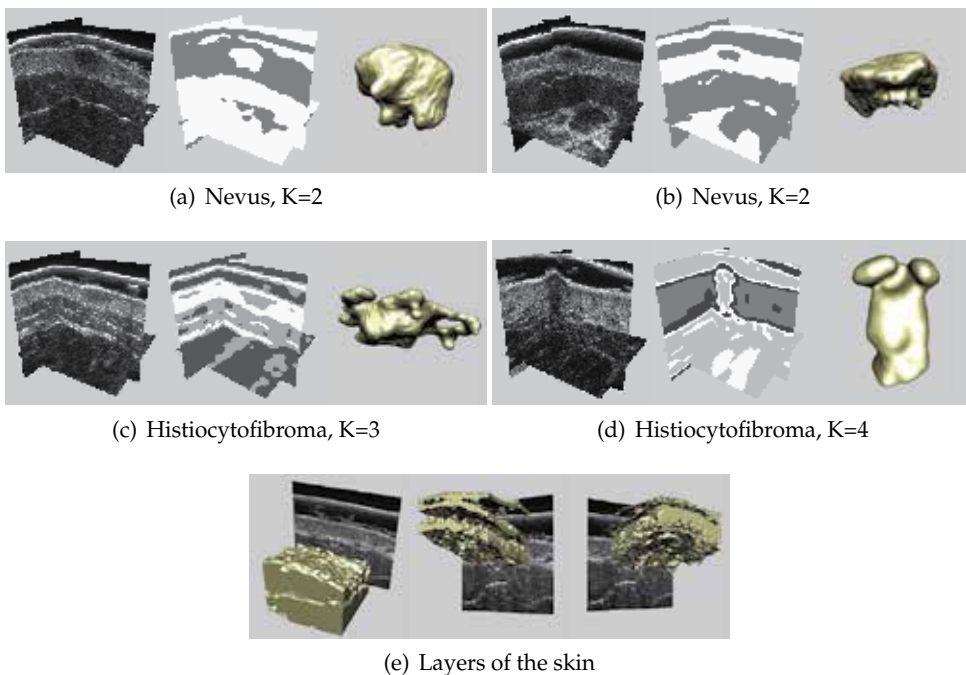 (a) Nevus, K=2
(b) Nevus, K=2
(c) Histiocytofibroma, K=3
(d) Histiocytofibroma, K=4
(e) Layers of the skin